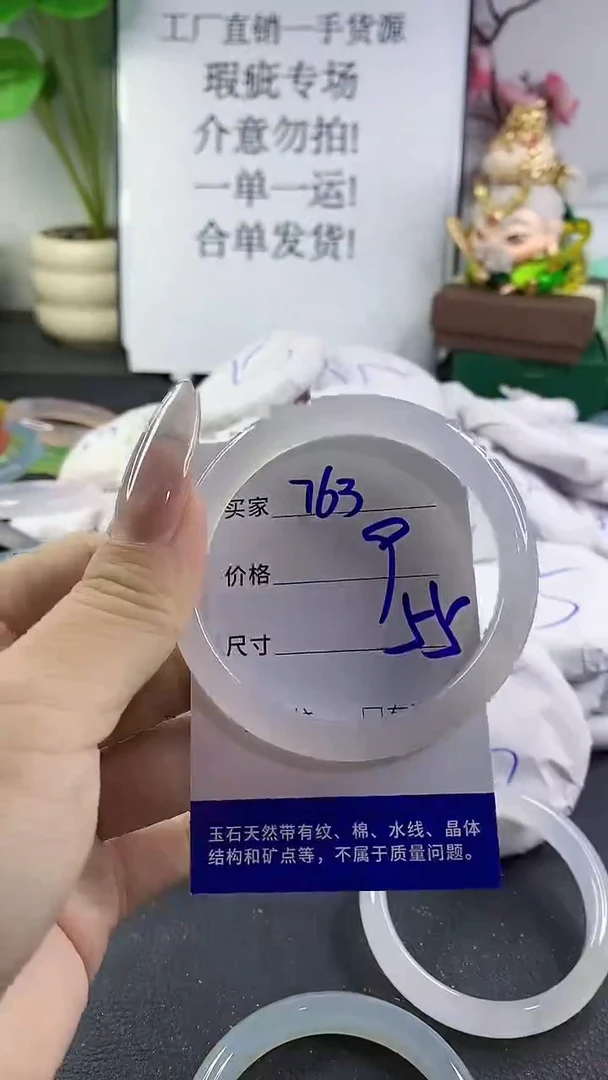 工厂直销一手货源
瑕疵专场
介意勿拍!
一单一运!
合单发货!
买家 763
价格 9
尺寸 55
玉石天然带有纹、棉、水线、晶体
结构和矿点等，不属于质量问题。